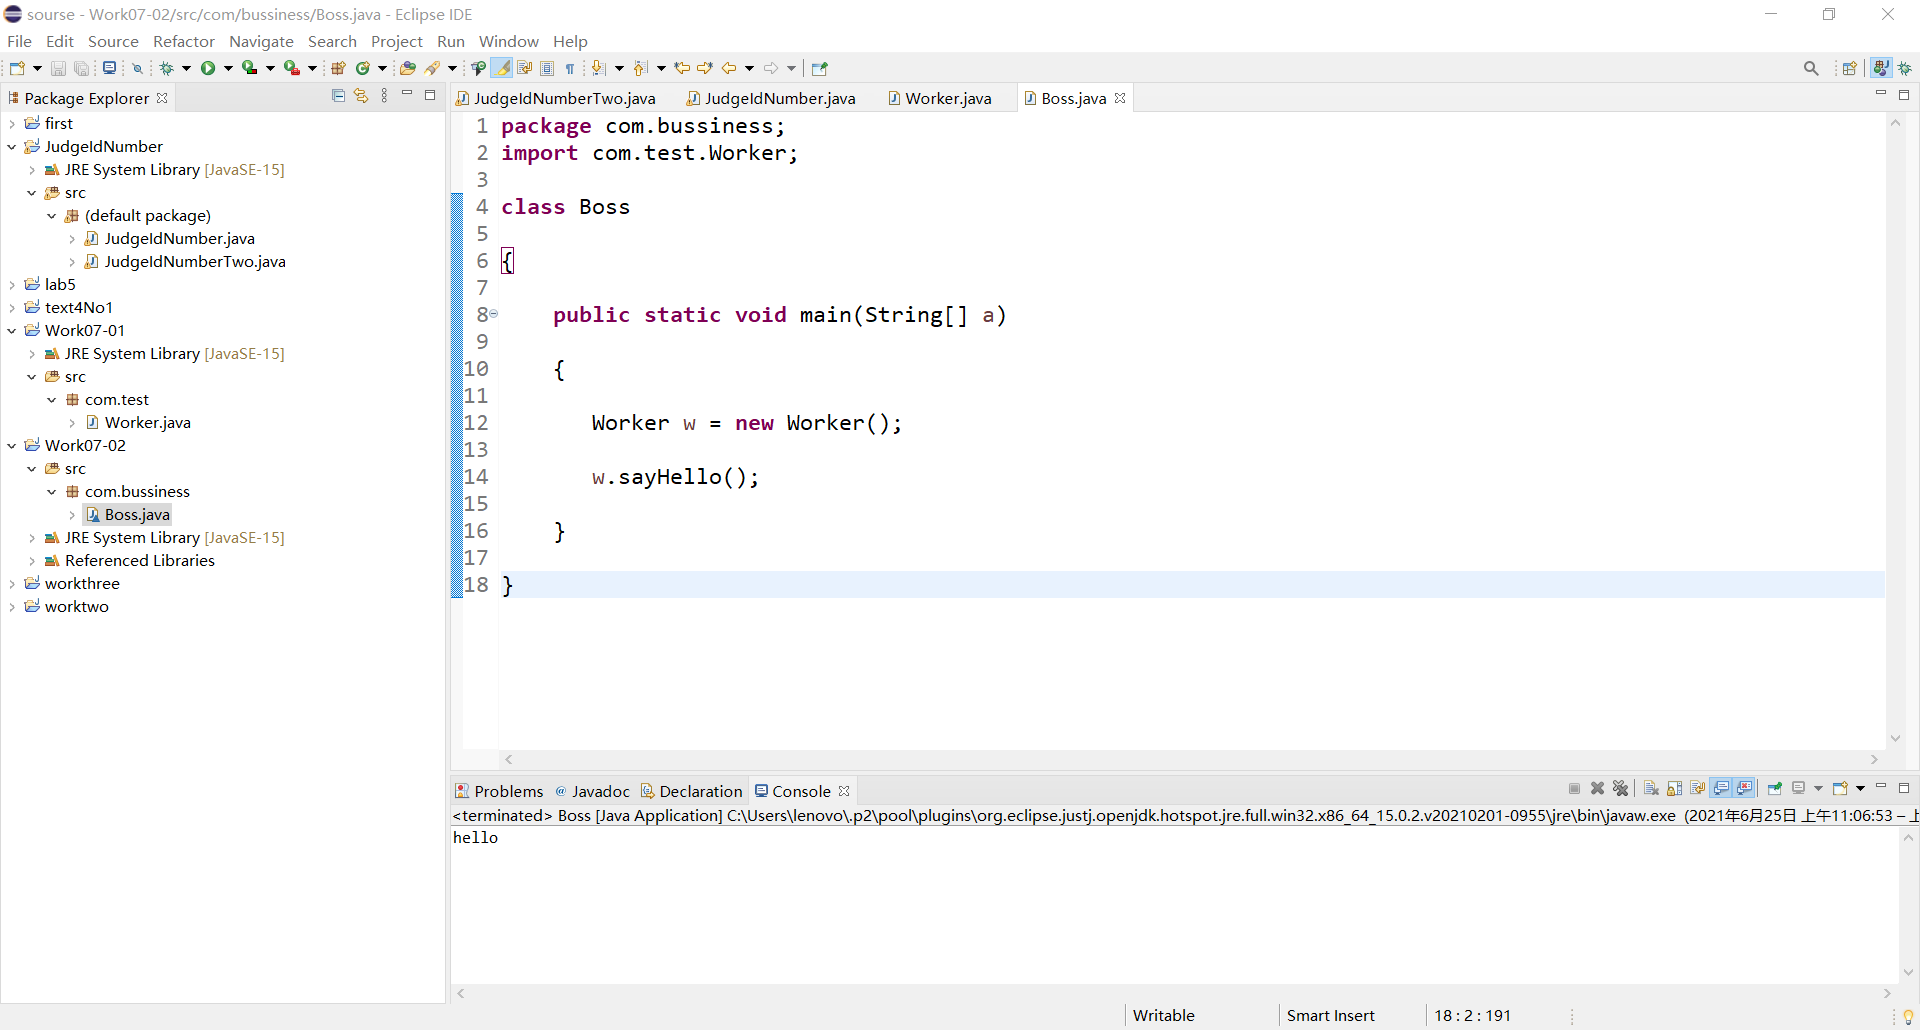 sourse - Work07-02/src/com/bussiness/Boss.java - Eclipse IDE
File Edit Source Refactor Navigate Search Project Run Window Help
Package Explorer
first
JudgeIdNumber
JRE System Library [JavaSE-15]
src
(default package)
JudgeIdNumber.java
JudgeIdNumberTwo.java
lab5
text4No1
Work07-01
JRE System Library [JavaSE-15]
src
com.test
Worker.java
Work07-02
src
com.bussiness
Boss.java
JRE System Library [JavaSE-15]
Referenced Libraries
workthree
worktwo
JudgeIdNumberTwo.java JudgeIdNumber.java Worker.java Boss.java
1 package com.bussiness;
2 import com.test.Worker;
3
4 class Boss
5
6 {
7
8 public static void main(String[] a)
9
10 {
11
12 Worker w = new Worker();
13
14 w.sayHello();
15
16 }
17
18 }
Problems @ Javadoc Declaration Console
<terminated> Boss [Java Application] C:\Users\lenovo\.p2\pool\plugins\org.eclipse.justj.openjdk.hotspot.jre.full.win32.x86_64_15.0.2.v20210201-0955\jre\bin\javaw.exe (2021年6月25日 上午11:06:53 – 上
hello
Writable Smart Insert 18 : 2 : 191